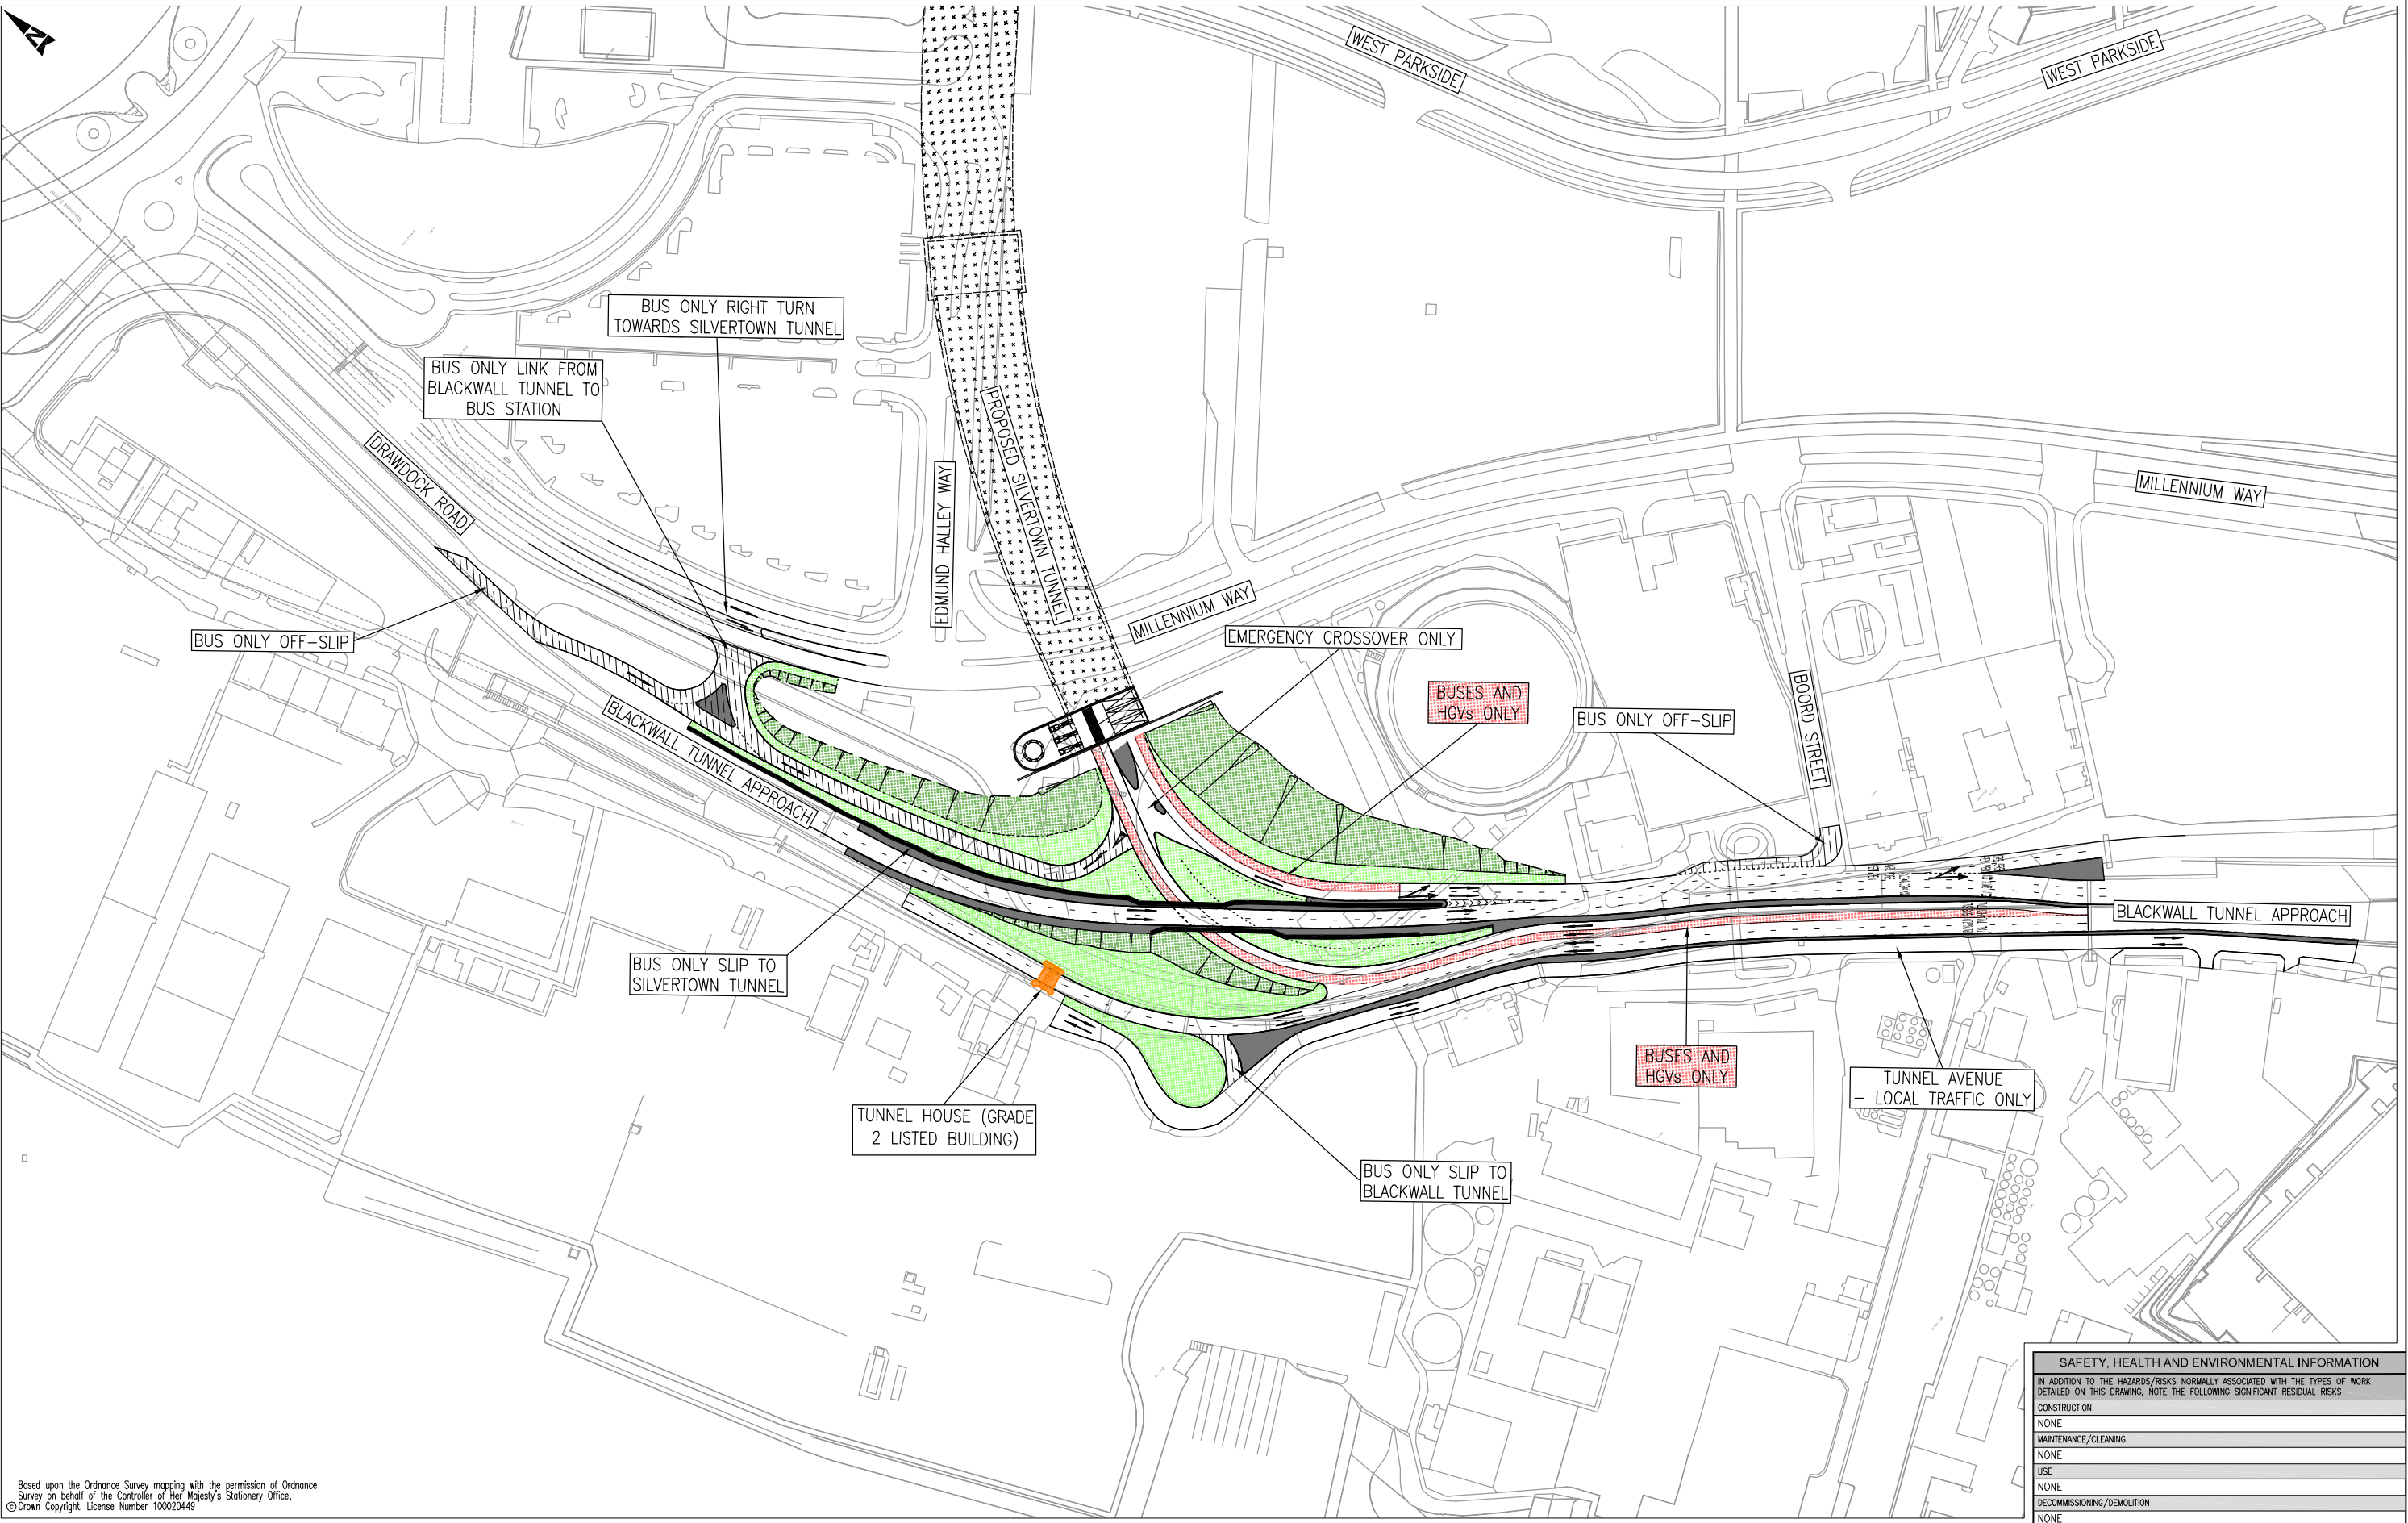 N
WEST PARKSIDE
WEST PARKSIDE
BUS ONLY RIGHT TURN
TOWARDS SILVERTOWN TUNNEL
BUS ONLY LINK FROM
BLACKWALL TUNNEL TO
BUS STATION
DRAWDOCK ROAD
EDMUND HALLEY WAY
PROPOSED SILVERTOWN TUNNEL
MILLENNIUM WAY
MILLENNIUM WAY
BUS ONLY OFF-SLIP
EMERGENCY CROSSOVER ONLY
BUSES AND
HGVs ONLY
BUS ONLY OFF-SLIP
BOORD STREET
BLACKWALL TUNNEL APPROACH
BLACKWALL TUNNEL APPROACH
BUS ONLY SLIP TO
SILVERTOWN TUNNEL
BUSES AND
HGVs ONLY
TUNNEL AVENUE
- LOCAL TRAFFIC ONLY
TUNNEL HOUSE (GRADE
2 LISTED BUILDING)
BUS ONLY SLIP TO
BLACKWALL TUNNEL
SAFETY, HEALTH AND ENVIRONMENTAL INFORMATION
IN ADDITION TO THE HAZARDS/RISKS NORMALLY ASSOCIATED WITH THE TYPES OF WORK
DETAILED ON THIS DRAWING, NOTE THE FOLLOWING SIGNIFICANT RESIDUAL RISKS
CONSTRUCTION
NONE
MAINTENANCE/CLEANING
NONE
USE
NONE
DECOMMISSIONING/DEMOLITION
NONE
Based upon the Ordnance Survey mapping with the permission of Ordnance
Survey on behalf of the Controller of Her Majesty's Stationery Office,
© Crown Copyright. License Number 100020449